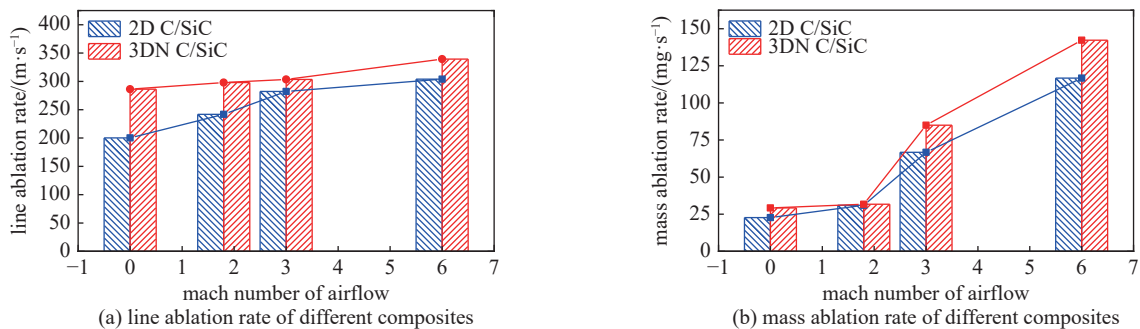 400
350
300
250
200
150
100
50
0
line ablation rate/(m·s⁻¹)
2D C/SiC
3DN C/SiC
−1 0 1 2 3 4 5 6 7
mach number of airflow
(a) line ablation rate of different composites
150
125
100
75
50
25
0
mass ablation rate/(mg·s⁻¹)
2D C/SiC
3DN C/SiC
−1 0 1 2 3 4 5 6 7
mach number of airflow
(b) mass ablation rate of different composites